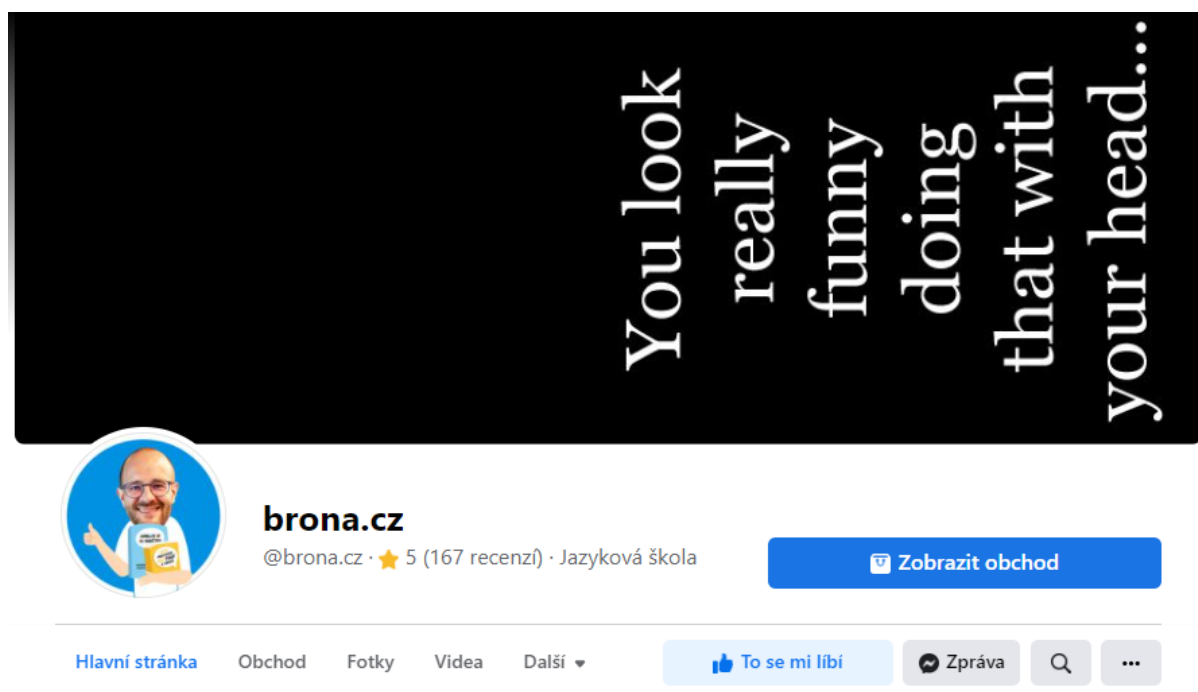 You look
really
funny
doing
that with
your head...
brona.cz
@brona.cz · ⭐ 5 (167 recenzí) · Jazyková škola
Zobrazit obchod
Hlavní stránka Obchod Fotky Videa Další To se mi líbí Zpráva